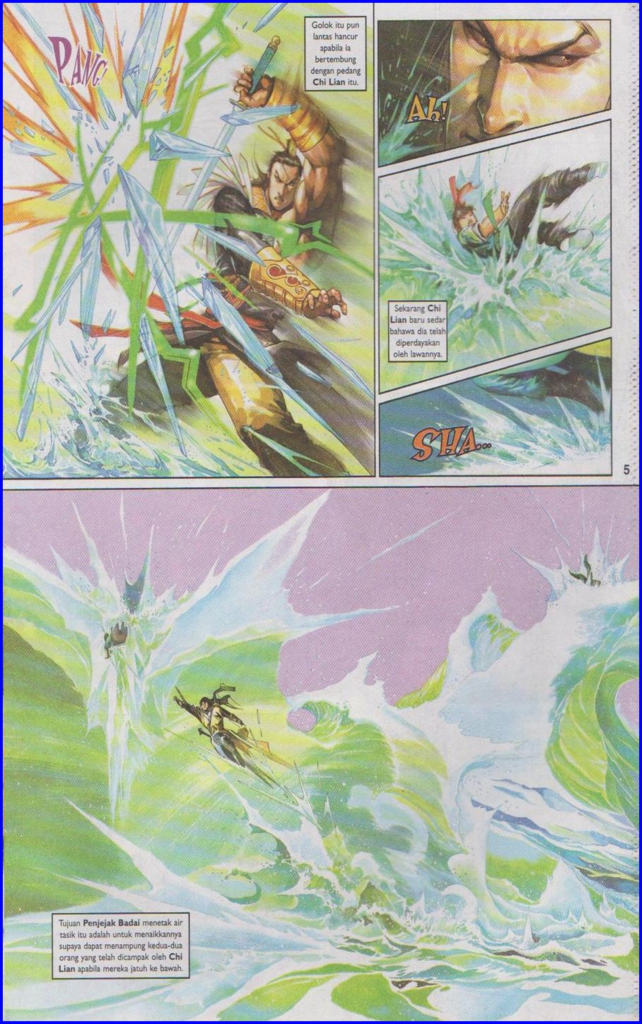 PANG!
Golok itu pun
lantas hancur
apabila ia
bertembung
dengan pedang
Chi Lian itu.
Ah!
Sekarang Chi
Lian baru sedar
bahawa dia telah
diperdayakan
oleh lawannya.
SHA...
5
Tujuan Penjejak Badai menetak air
tasik itu adalah untuk menaikkannya
supaya dapat menampung kedua-dua
orang yang telah dicampak oleh Chi
Lian apabila mereka jatuh ke bawah.